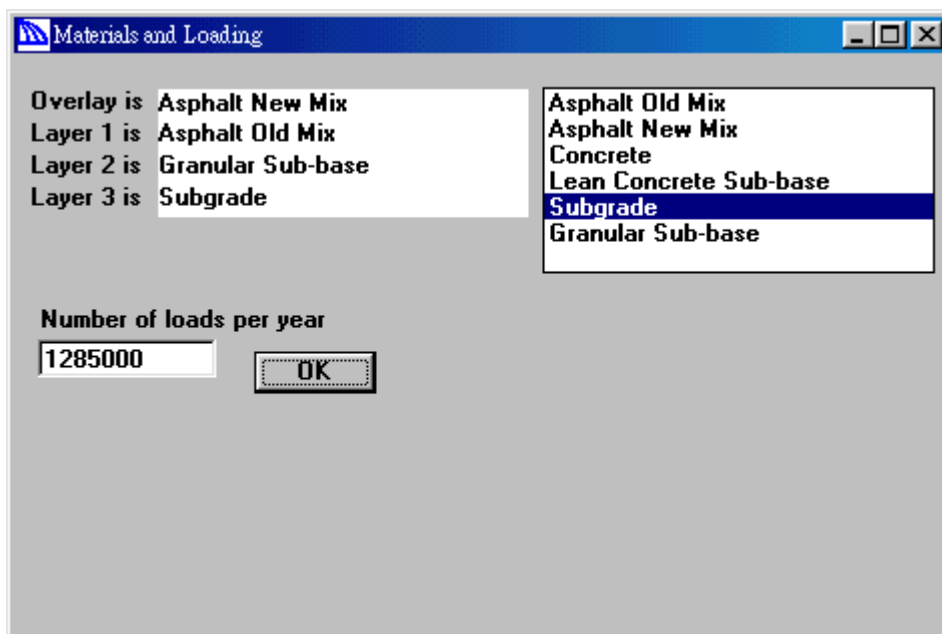 Materials and Loading
Overlay is Asphalt New Mix
Layer 1 is Asphalt Old Mix
Layer 2 is Granular Sub-base
Layer 3 is Subgrade
Asphalt Old Mix
Asphalt New Mix
Concrete
Lean Concrete Sub-base
Subgrade
Granular Sub-base
Number of loads per year
1285000
OK